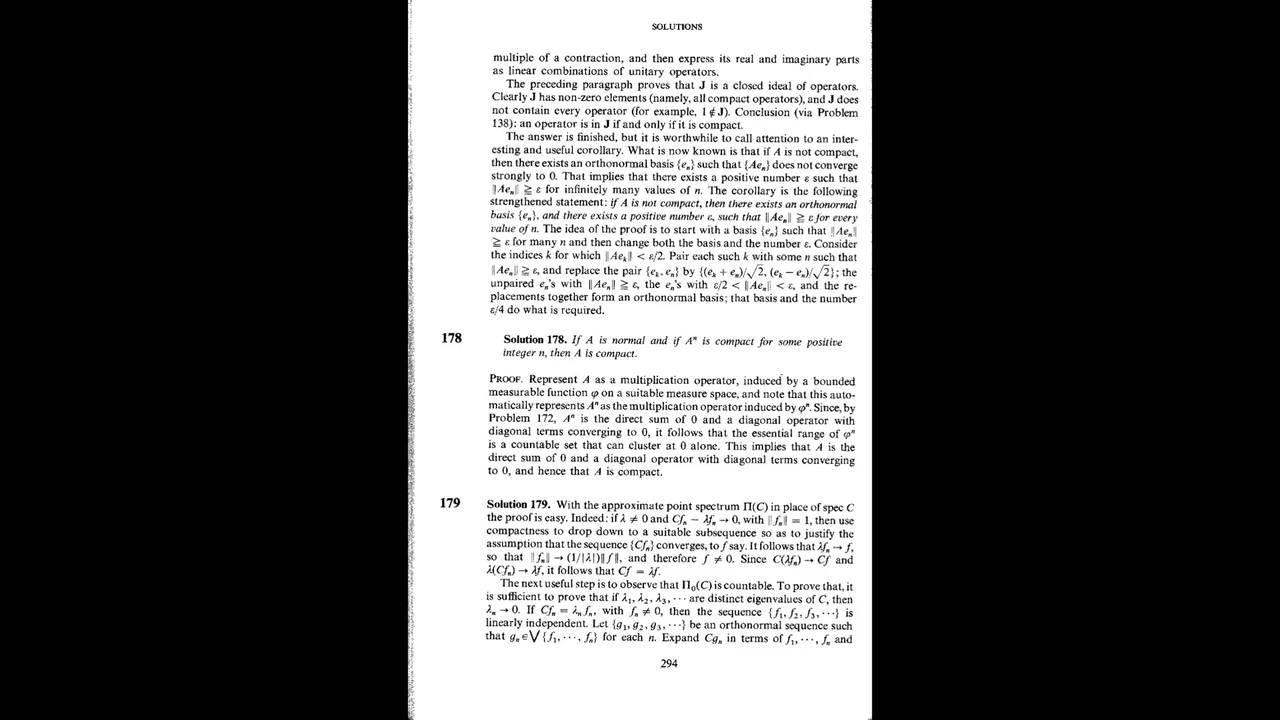 SOLUTIONS
multiple of a contraction, and then express its real and imaginary parts
as linear combinations of unitary operators.
The preceding paragraph proves that J is a closed ideal of operators.
Clearly J has non-zero elements (namely, all compact operators), and J does
not contain every operator (for example, 1 ∉ J). Conclusion (via Problem
138): an operator is in J if and only if it is compact.
The answer is finished, but it is worthwhile to call attention to an inter-
esting and useful corollary. What is now known is that if A is not compact,
then there exists an orthonormal basis {eₙ} such that {Aeₙ} does not converge
strongly to 0. That implies that there exists a positive number ε such that
‖Aeₙ‖ ≧ ε for infinitely many values of n. The corollary is the following
strengthened statement: if A is not compact, then there exists an orthonormal
basis {eₙ}, and there exists a positive number ε, such that ‖Aeₙ‖ ≧ ε for every
value of n. The idea of the proof is to start with a basis {eₙ} such that ‖Aeₙ‖
≧ ε for many n and then change both the basis and the number ε. Consider
the indices k for which ‖Aeₖ‖ < ε/2. Pair each such k with some n such that
‖Aeₙ‖ ≧ ε, and replace the pair {eₖ, eₙ} by {(eₖ + eₙ)/√2, (eₖ − eₙ)/√2}; the
unpaired eₙ's with ‖Aeₙ‖ ≧ ε, the eₙ's with ε/2 < ‖Aeₙ‖ < ε, and the re-
placements together form an orthonormal basis; that basis and the number
ε/4 do what is required.
178 Solution 178. If A is normal and if Aⁿ is compact for some positive
integer n, then A is compact.
PROOF. Represent A as a multiplication operator, induced by a bounded
measurable function φ on a suitable measure space, and note that this auto-
matically represents Aⁿ as the multiplication operator induced by φⁿ. Since, by
Problem 172, Aⁿ is the direct sum of 0 and a diagonal operator with
diagonal terms converging to 0, it follows that the essential range of φⁿ
is a countable set that can cluster at 0 alone. This implies that A is the
direct sum of 0 and a diagonal operator with diagonal terms converging
to 0, and hence that A is compact.
179 Solution 179. With the approximate point spectrum Π(C) in place of spec C
the proof is easy. Indeed: if λ ≠ 0 and Cfₙ − λfₙ → 0, with ‖fₙ‖ = 1, then use
compactness to drop down to a suitable subsequence so as to justify the
assumption that the sequence {Cfₙ} converges, to f say. It follows that λfₙ → f,
so that ‖fₙ‖ → (1/|λ|)‖f‖, and therefore f ≠ 0. Since C(λfₙ) → Cf and
λ(Cfₙ) → λf, it follows that Cf = λf.
The next useful step is to observe that Π₀(C) is countable. To prove that, it
is sufficient to prove that if λ₁, λ₂, λ₃, ··· are distinct eigenvalues of C, then
λₙ → 0. If Cfₙ = λₙfₙ, with fₙ ≠ 0, then the sequence {f₁, f₂, f₃, ···} is
linearly independent. Let {g₁, g₂, g₃, ···} be an orthonormal sequence such
that gₙ ∈ ⋁{f₁, ···, fₙ} for each n. Expand Cgₙ in terms of f₁, ···, fₙ and
294